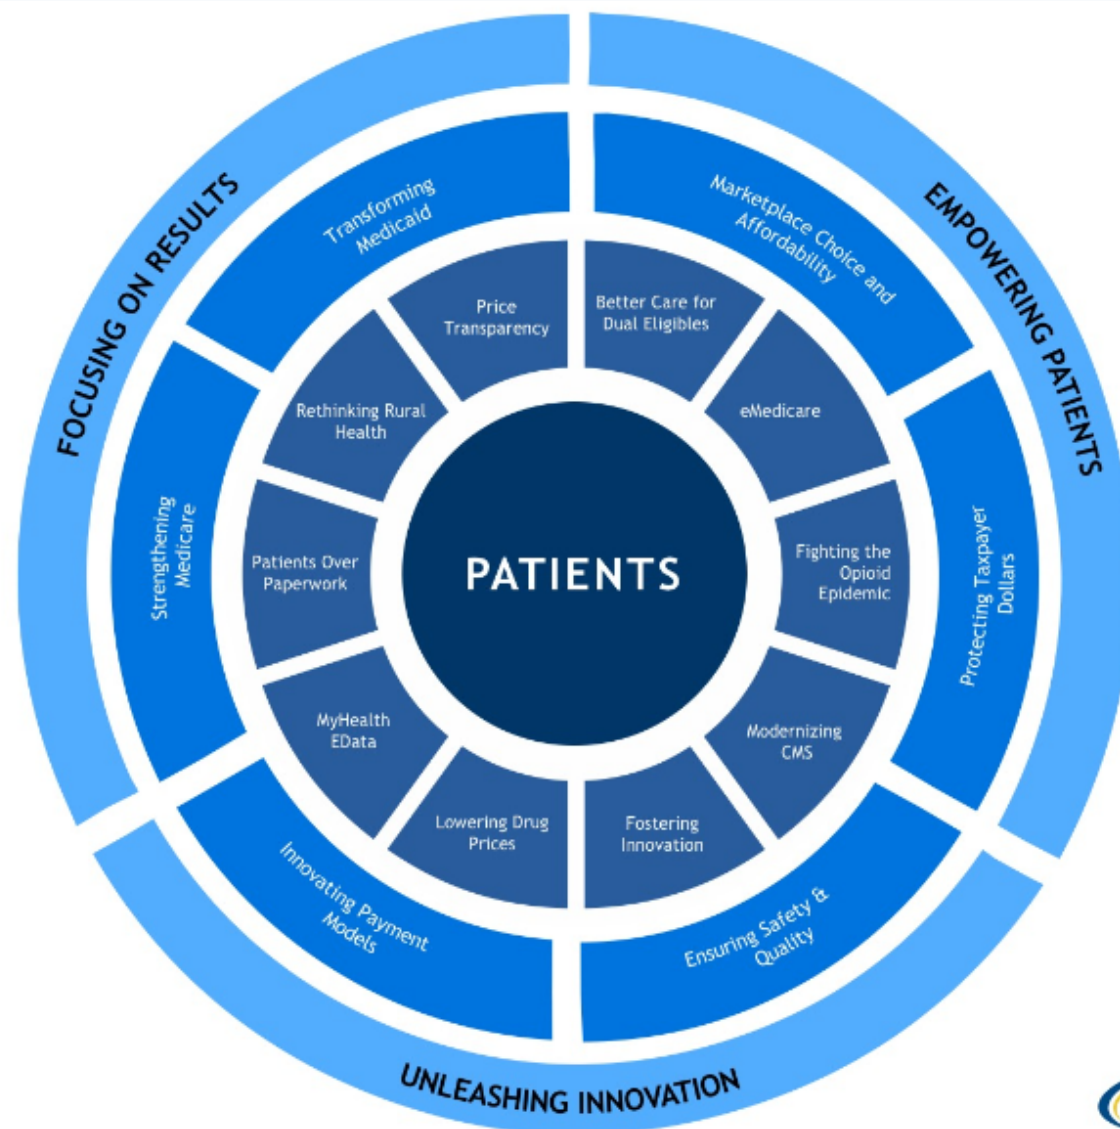 FOCUSING ON RESULTS
EMPOWERING PATIENTS
UNLEASHING INNOVATION
Transforming
Medicaid
Marketplace Choice and
Affordability
Protecting Taxpayer
Dollars
Ensuring Safety &
Quality
Innovating Payment
Models
Strengthening
Medicare
Price
Transparency
Better Care for
Dual Eligibles
eMedicare
Fighting the
Opioid
Epidemic
Modernizing
CMS
Fostering
Innovation
Lowering Drug
Prices
MyHealth
EData
Patients Over
Paperwork
Rethinking Rural
Health
PATIENTS